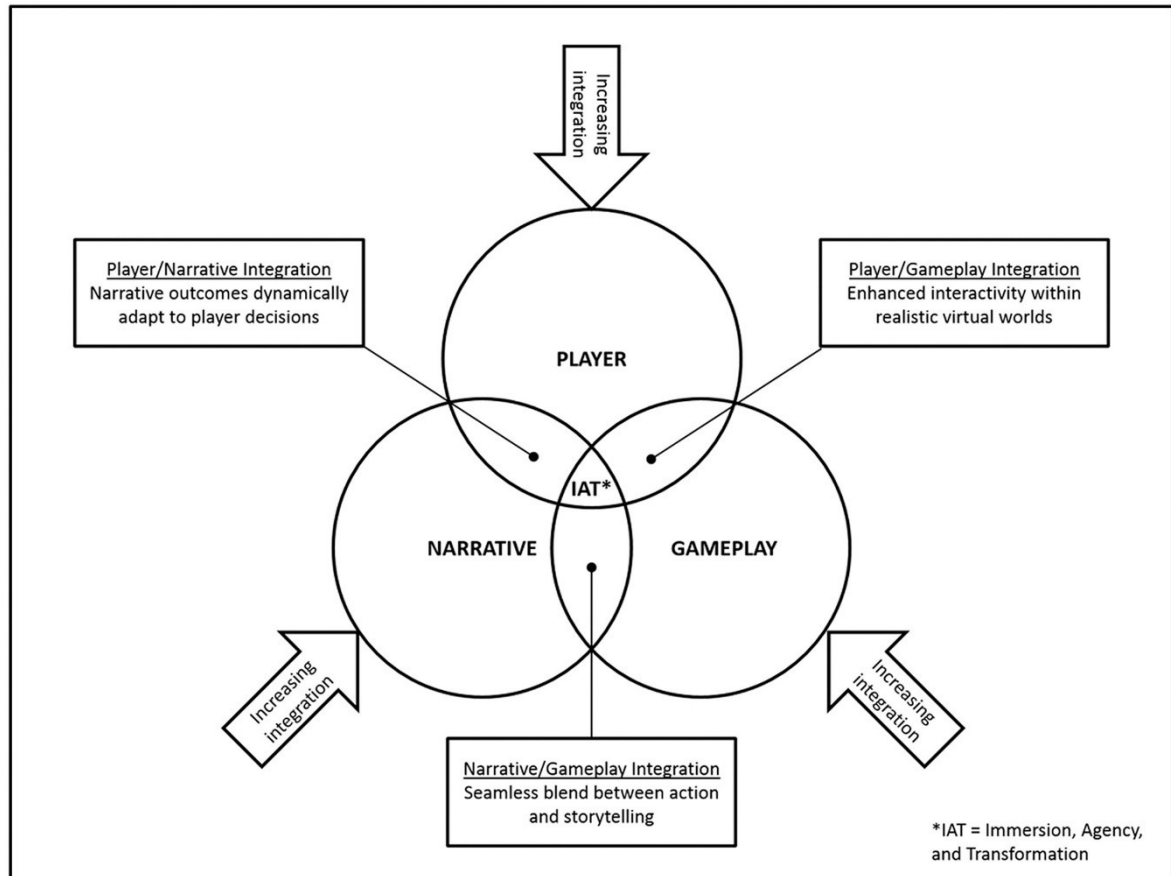 Increasing
integration
Player/Narrative Integration
Narrative outcomes dynamically
adapt to player decisions
Player/Gameplay Integration
Enhanced interactivity within
realistic virtual worlds
PLAYER
IAT*
NARRATIVE
GAMEPLAY
Increasing
integration
Increasing
integration
Narrative/Gameplay Integration
Seamless blend between action
and storytelling
*IAT = Immersion, Agency,
and Transformation